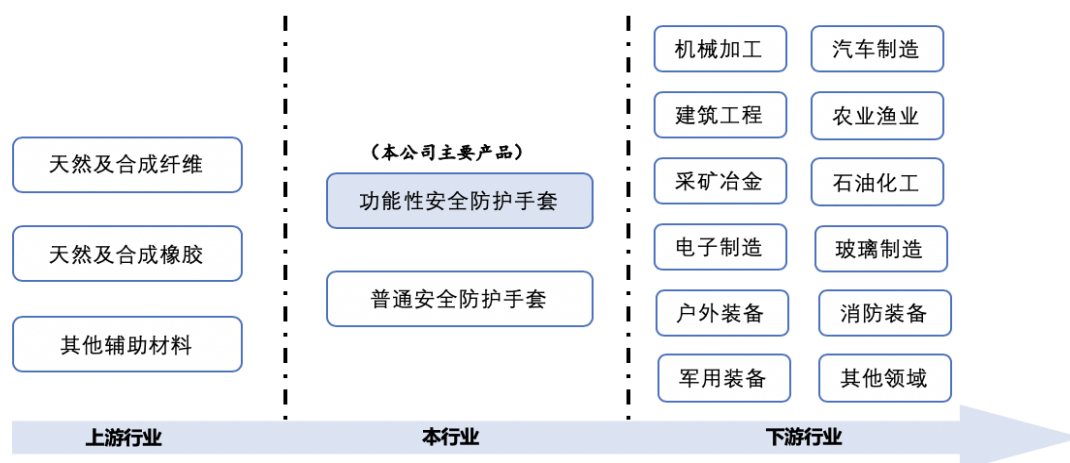 机械加工 汽车制造
建筑工程 农业渔业
天然及合成纤维 （本公司主要产品） 采矿冶金 石油化工
功能性安全防护手套
天然及合成橡胶 电子制造 玻璃制造
普通安全防护手套 户外装备 消防装备
其他辅助材料 军用装备 其他领域
上游行业 本行业 下游行业